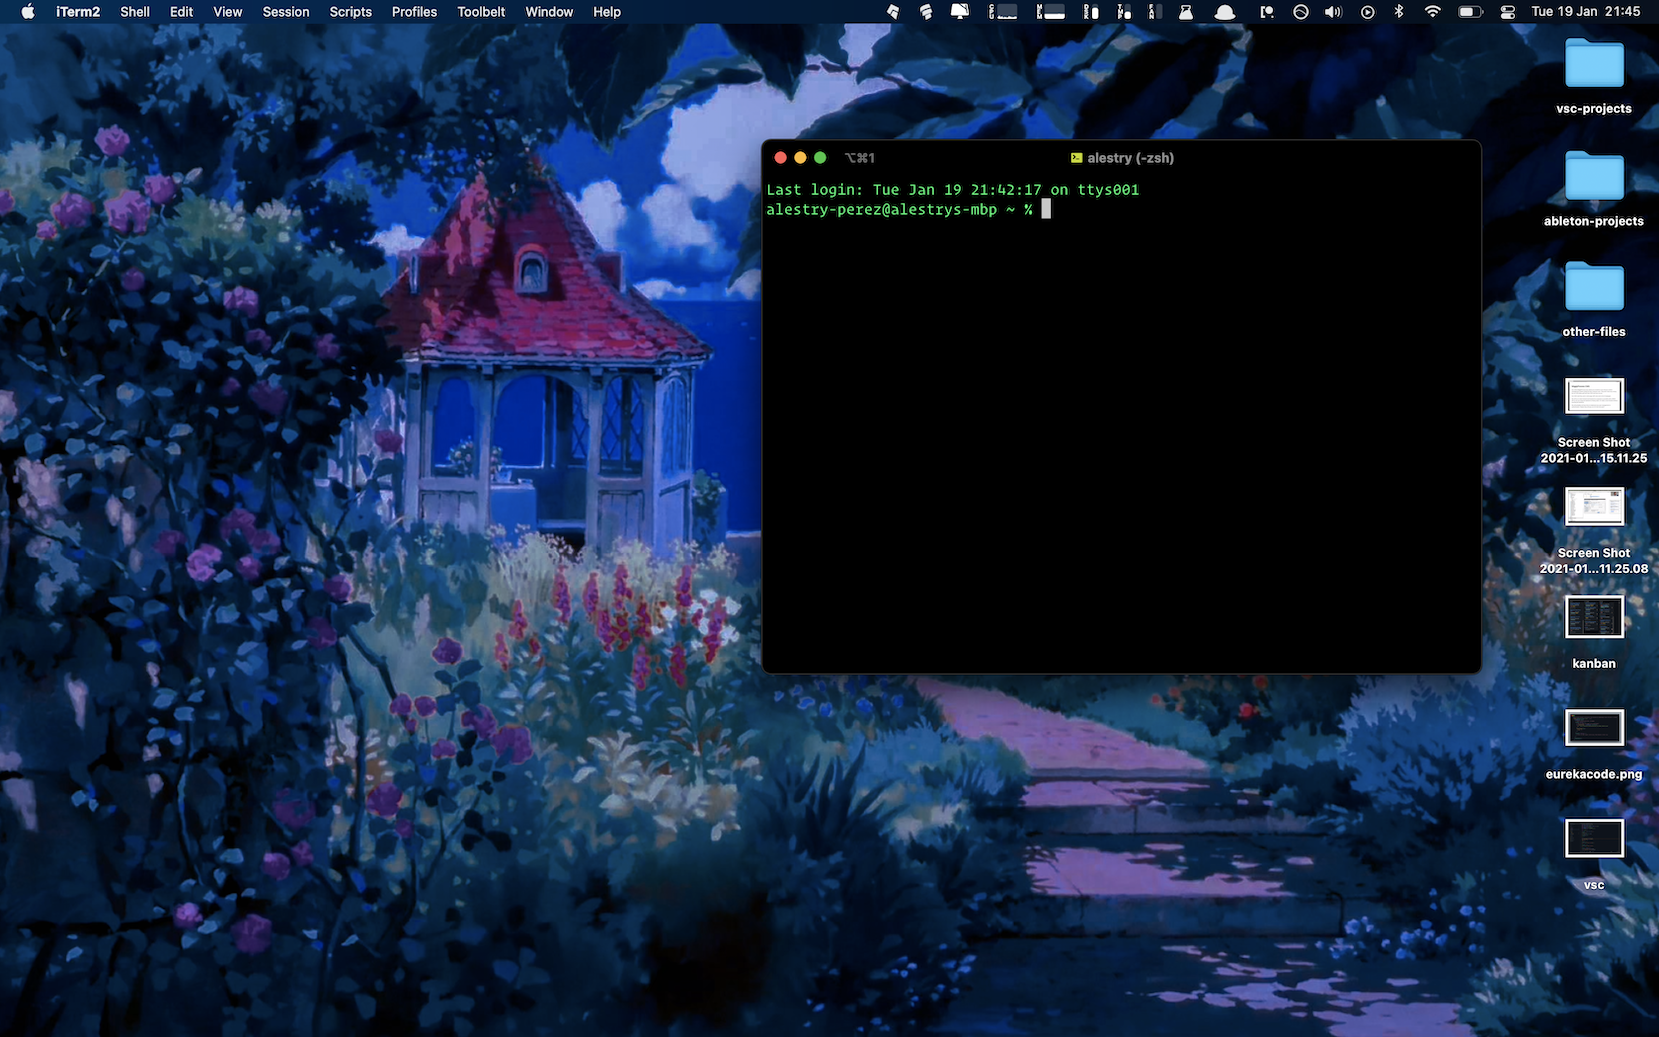 iTerm2 Shell Edit View Session Scripts Profiles Toolbelt Window Help Tue 19 Jan 21:45
⌥⌘1 alestry (-zsh)
Last login: Tue Jan 19 21:42:17 on ttys001
alestry-perez@alestrys-mbp ~ %
vsc-projects
ableton-projects
other-files
Screen Shot
2021-01...15.11.25
Screen Shot
2021-01...11.25.08
kanban
eurekacode.png
vsc